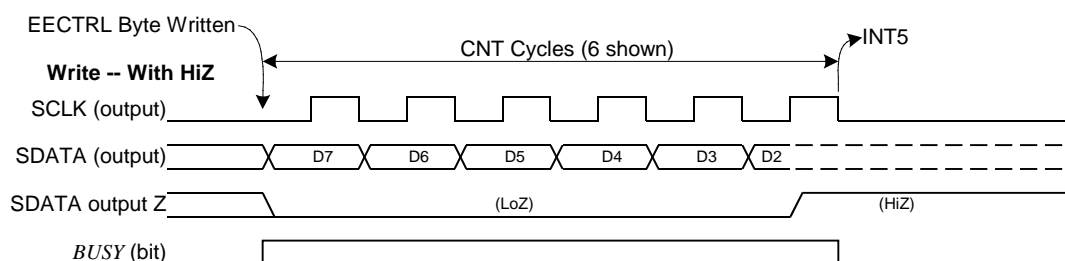 EECTRL Byte Written
CNT Cycles (6 shown)
INT5
Write -- With HiZ
SCLK (output)
SDATA (output)
D7 D6 D5 D4 D3 D2
SDATA output Z
(LoZ)
(HiZ)
BUSY (bit)